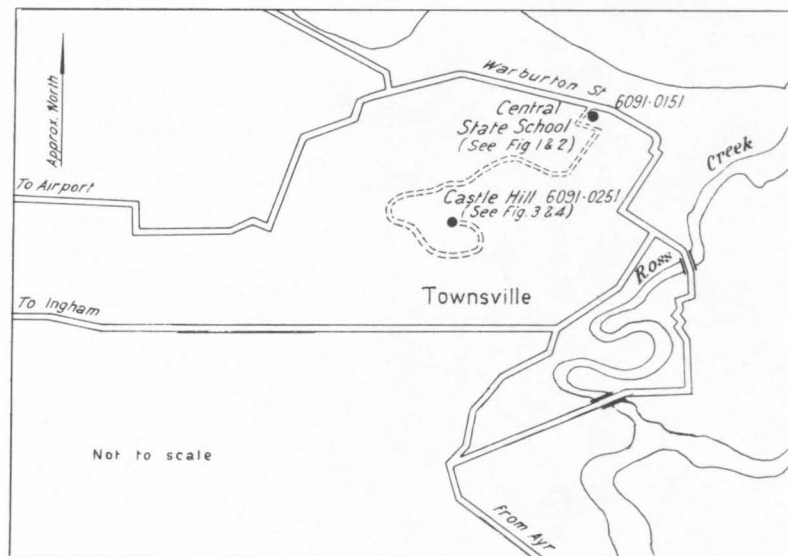 Approx. North
Warburton St
6091-0151
Central
State School
(See Fig 1 & 2)
Creek
To Airport
Castle Hill 6091-0251
(See Fig. 3 & 4)
Ross
To Ingham
Townsville
Not to scale
From Ayr